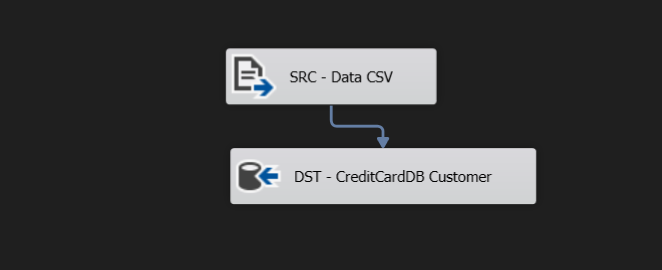 SRC - Data CSV
DST - CreditCardDB Customer